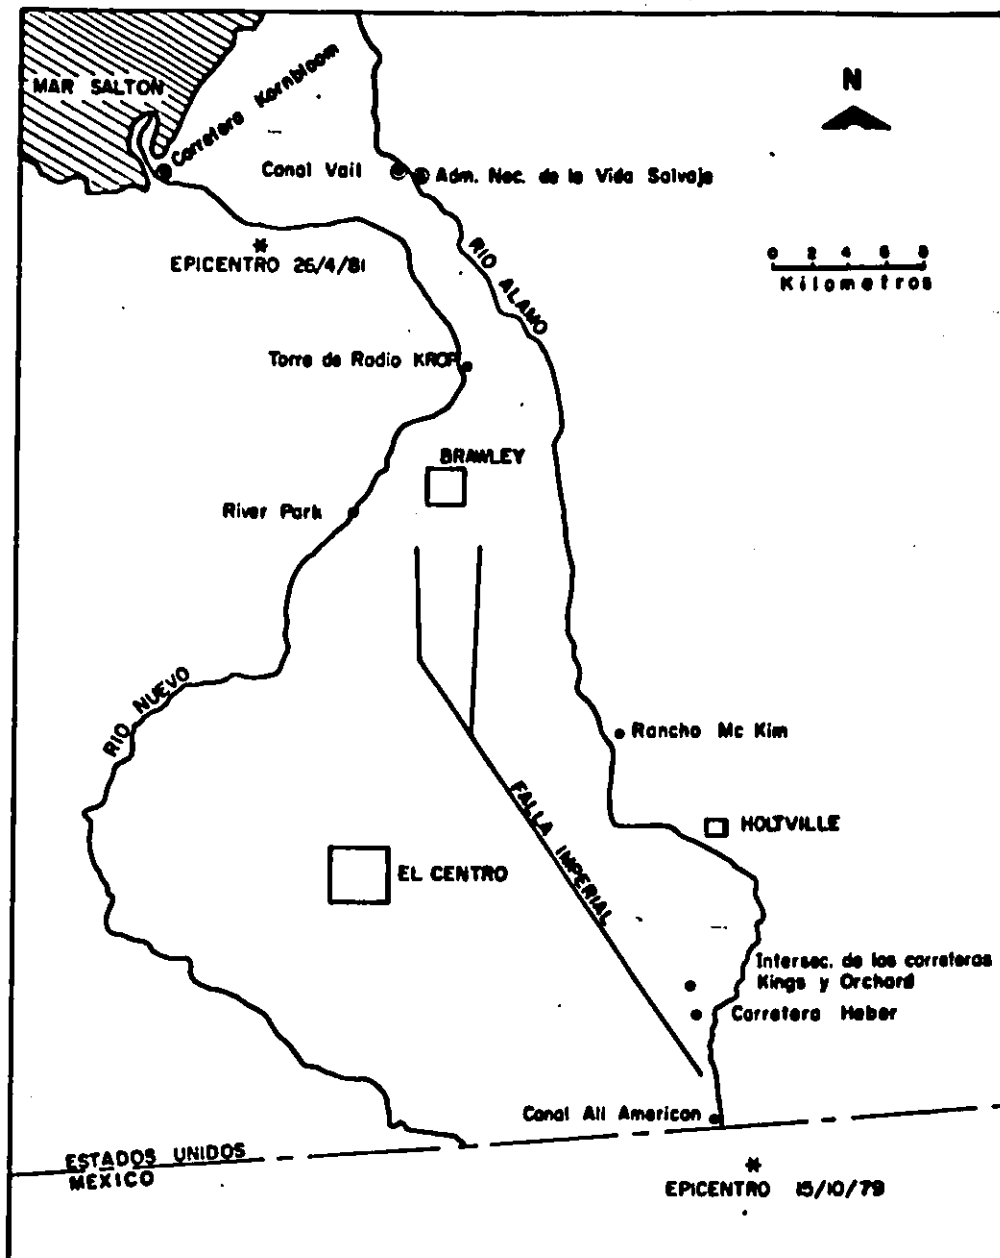 MAR SALTON
Carretera Kornbloom
N
Canal Vail
Adm. Nac. de la Vida Salvaje
EPICENTRO 26/4/81
RIO ALAMO
0 2 4 6 8
Kilometros
Torre de Radio KROP
BRAWLEY
River Park
RIO NUEVO
Rancho Mc Kim
FALLA IMPERIAL
HOLTVILLE
EL CENTRO
Intersec. de las carreteras
Kings y Orchard
Carretera Heber
Canal All American
ESTADOS UNIDOS
MEXICO
EPICENTRO 15/10/79